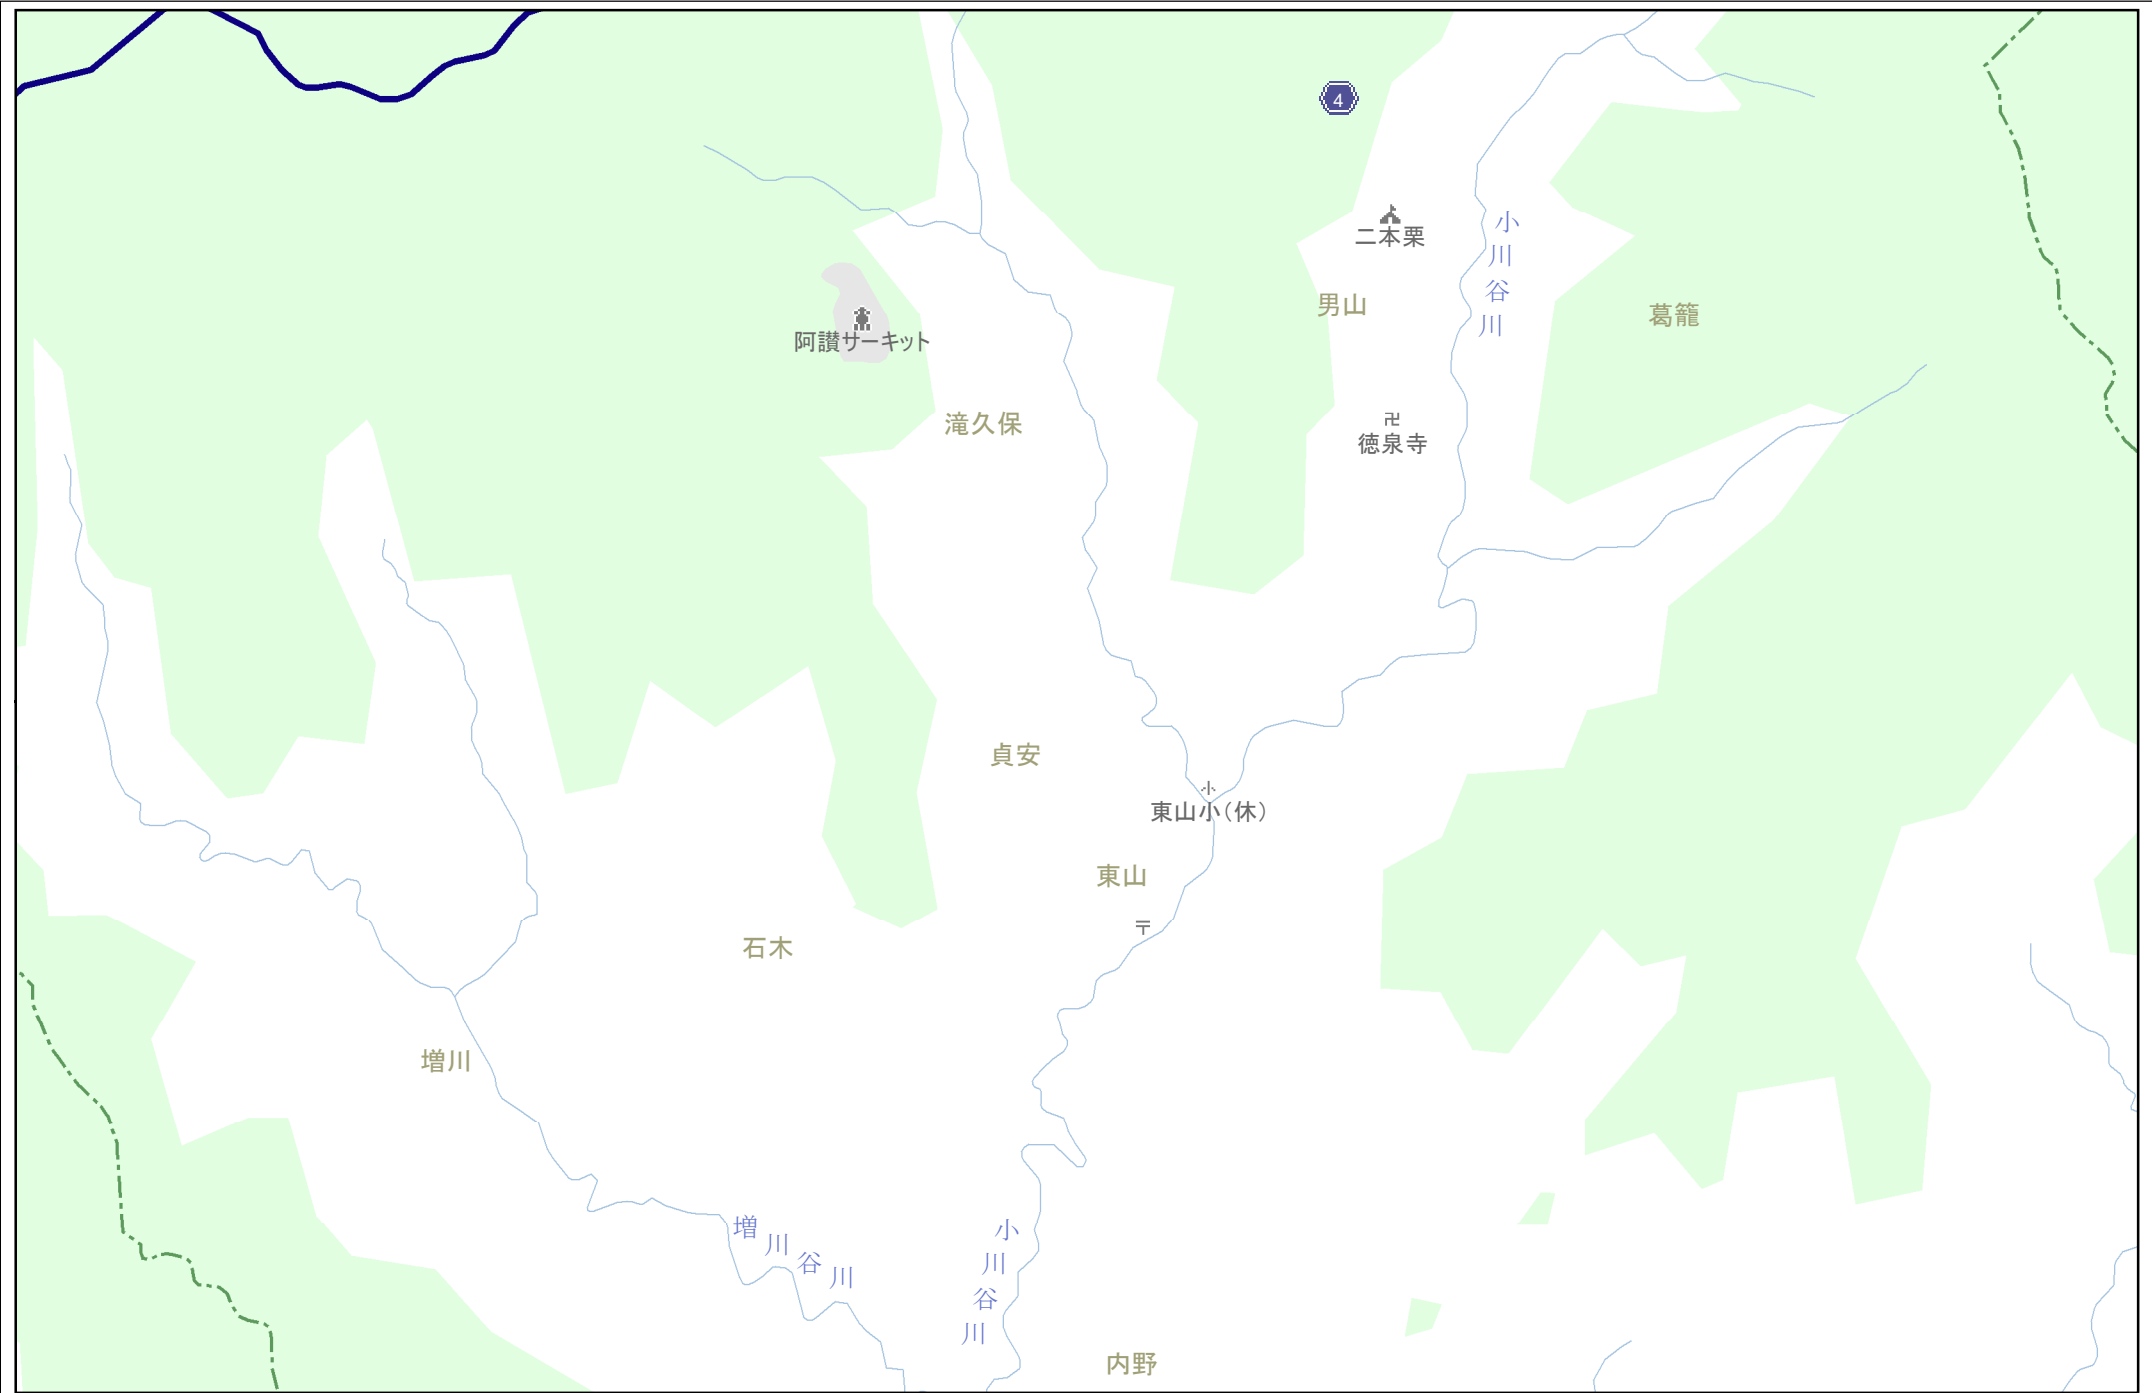 4
二本栗
小川谷川
男山
葛籠
阿讃サーキット
滝久保
卍
徳泉寺
貞安
小
東山小(休)
東山
〒
石木
増川
増川谷川
小川谷川
内野